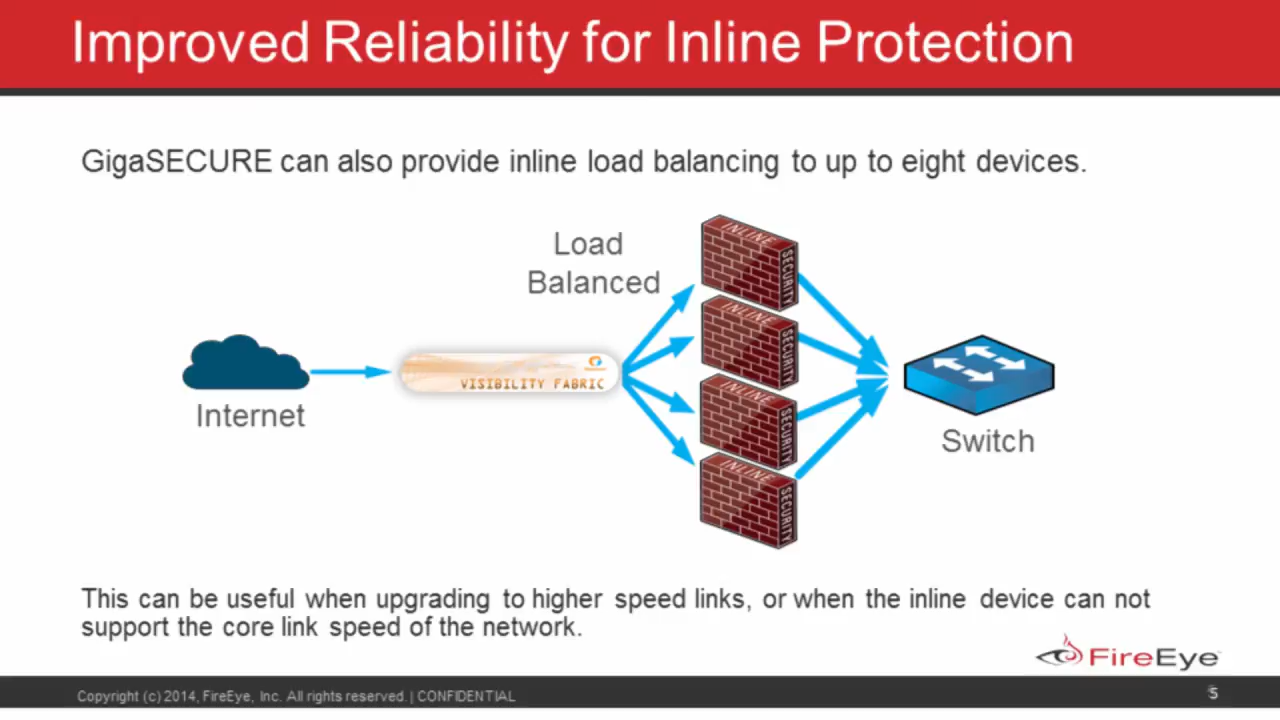 Improved Reliability for Inline Protection
GigaSECURE can also provide inline load balancing to up to eight devices.
Load
Balanced
INLINE
SECURITY
INLINE
SECURITY
INLINE
SECURITY
INLINE
SECURITY
VISIBILITY FABRIC
Internet
Switch
This can be useful when upgrading to higher speed links, or when the inline device can not
support the core link speed of the network.
FireEye
Copyright (c) 2014, FireEye, Inc. All rights reserved. | CONFIDENTIAL
5